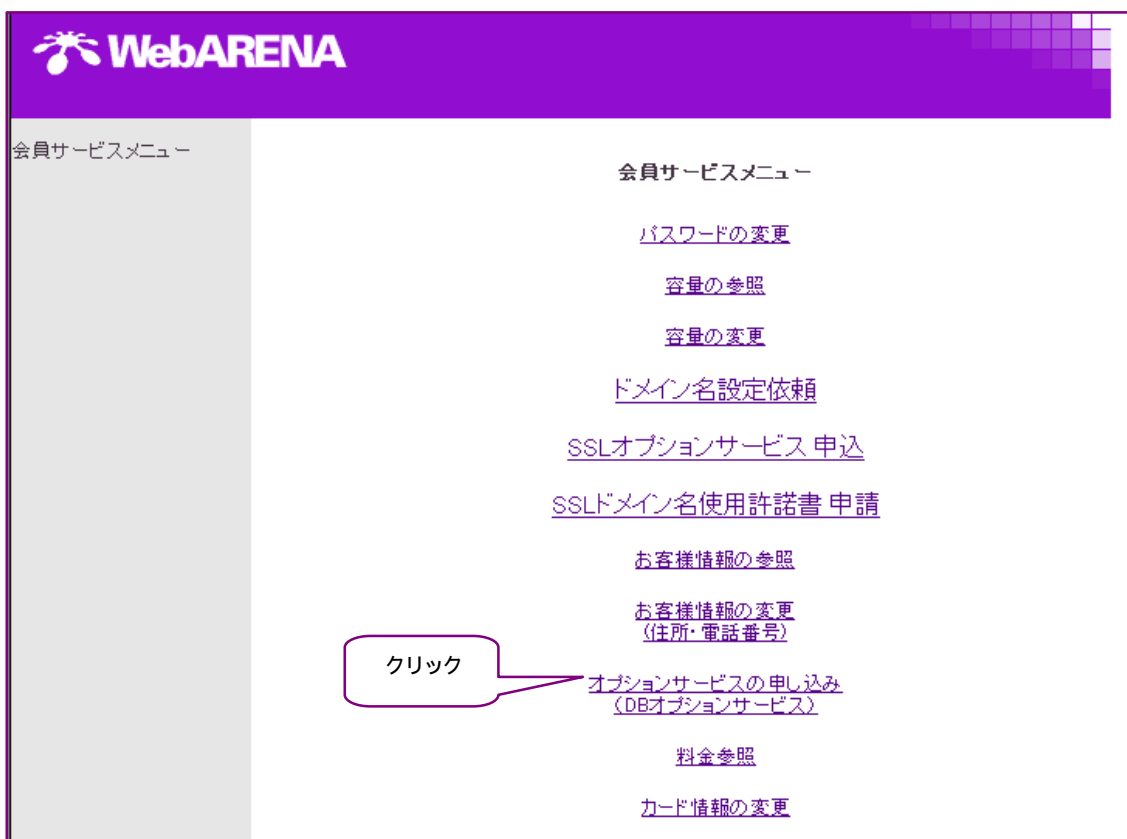 WebARENA
会員サービスメニュー
会員サービスメニュー
パスワードの変更
容量の参照
容量の変更
ドメイン名設定依頼
SSLオプションサービス 申込
SSLドメイン名使用許諾書 申請
お客様情報の参照
お客様情報の変更
(住所・電話番号)
クリック
オプションサービスの申し込み
(DBオプションサービス)
料金参照
カード情報の変更